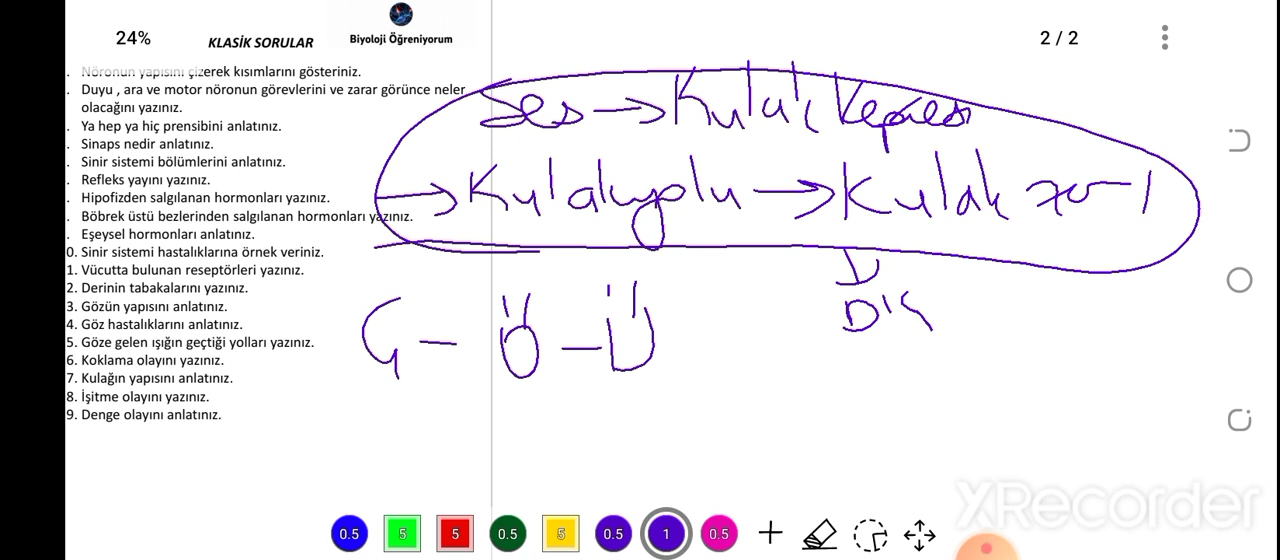 24%
KLASİK SORULAR
Biyoloji Öğreniyorum
2 / 2
. Nöronun yapısını çizerek kısımlarını gösteriniz.
. Duyu , ara ve motor nöronun görevlerini ve zarar görünce neler
olacağını yazınız.
. Ya hep ya hiç prensibini anlatınız.
. Sinaps nedir anlatınız.
. Sinir sistemi bölümlerini anlatınız.
. Refleks yayını yazınız.
. Hipofizden salgılanan hormonları yazınız.
. Böbrek üstü bezlerinden salgılanan hormonları yazınız.
. Eşeysel hormonları anlatınız.
0. Sinir sistemi hastalıklarına örnek veriniz.
1. Vücutta bulunan reseptörleri yazınız.
2. Derinin tabakalarını yazınız.
3. Gözün yapısını anlatınız.
4. Göz hastalıklarını anlatınız.
5. Göze gelen ışığın geçtiği yolları yazınız.
6. Koklama olayını yazınız.
7. Kulağın yapısını anlatınız.
8. İşitme olayını yazınız.
9. Denge olayını anlatınız.
Ses → Kulak Kepçesi
→ Kulakyolu → Kulak zarı
Ç - Ö - Ü
D
0.5 5 5 0.5 5 0.5 1 0.5
XRecorder